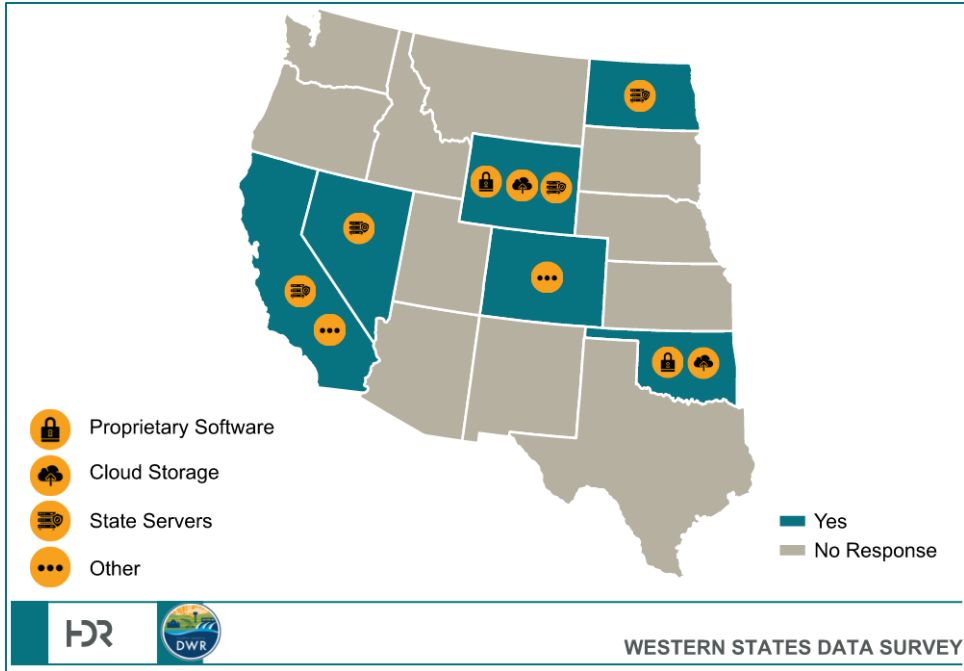 Proprietary Software
Cloud Storage
State Servers
Other
Yes
No Response
HDR
DWR
WESTERN STATES DATA SURVEY